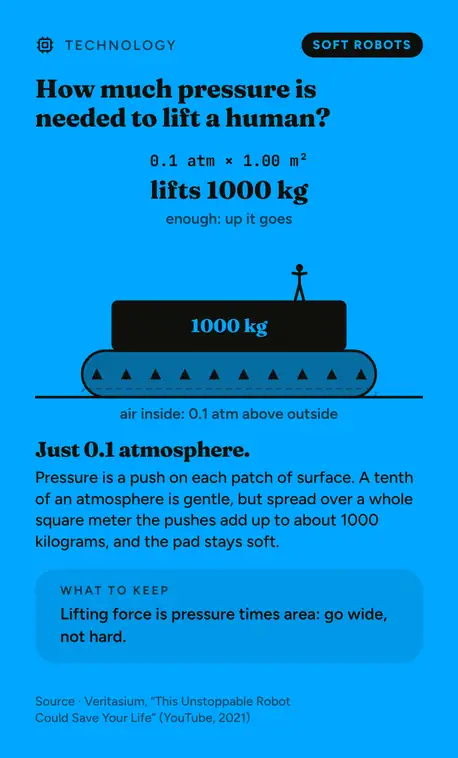 TECHNOLOGY
SOFT ROBOTS
How much pressure is
needed to lift a human?
0.1 atm × 1.00 m²
lifts 1000 kg
enough: up it goes
1000 kg
air inside: 0.1 atm above outside
Just 0.1 atmosphere.
Pressure is a push on each patch of surface. A tenth
of an atmosphere is gentle, but spread over a whole
square meter the pushes add up to about 1000
kilograms, and the pad stays soft.
WHAT TO KEEP
Lifting force is pressure times area: go wide,
not hard.
Source · Veritasium, “This Unstoppable Robot
Could Save Your Life” (YouTube, 2021)